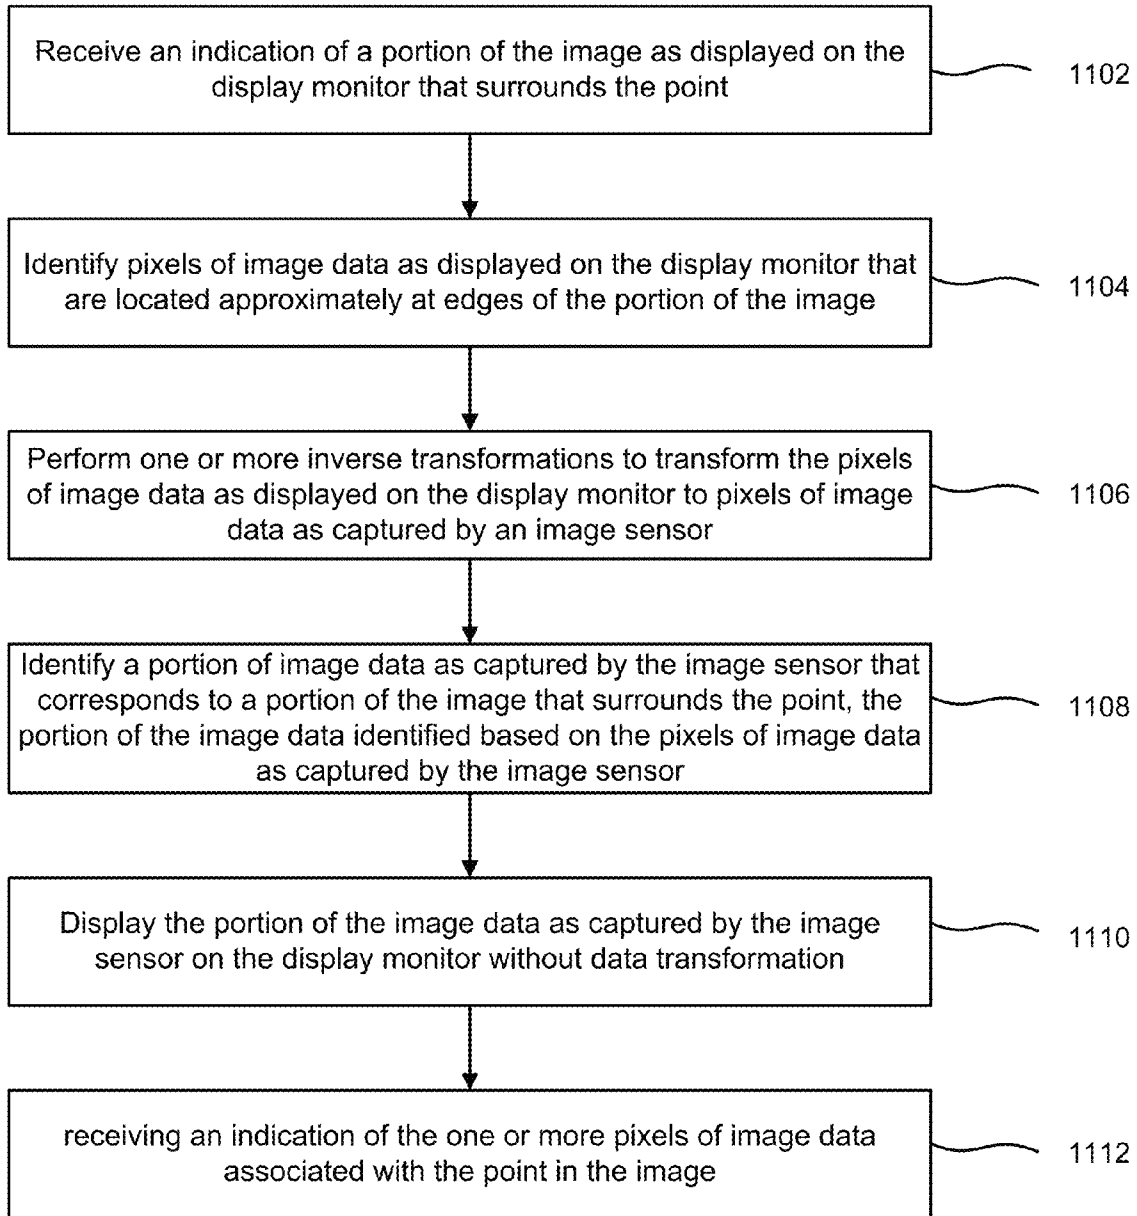 Receive an indication of a portion of the image as displayed on the
display monitor that surrounds the point
1102
Identify pixels of image data as displayed on the display monitor that
are located approximately at edges of the portion of the image
1104
Perform one or more inverse transformations to transform the pixels
of image data as displayed on the display monitor to pixels of image
data as captured by an image sensor
1106
Identify a portion of image data as captured by the image sensor that
corresponds to a portion of the image that surrounds the point, the
portion of the image data identified based on the pixels of image data
as captured by the image sensor
1108
Display the portion of the image data as captured by the image
sensor on the display monitor without data transformation
1110
receiving an indication of the one or more pixels of image data
associated with the point in the image
1112